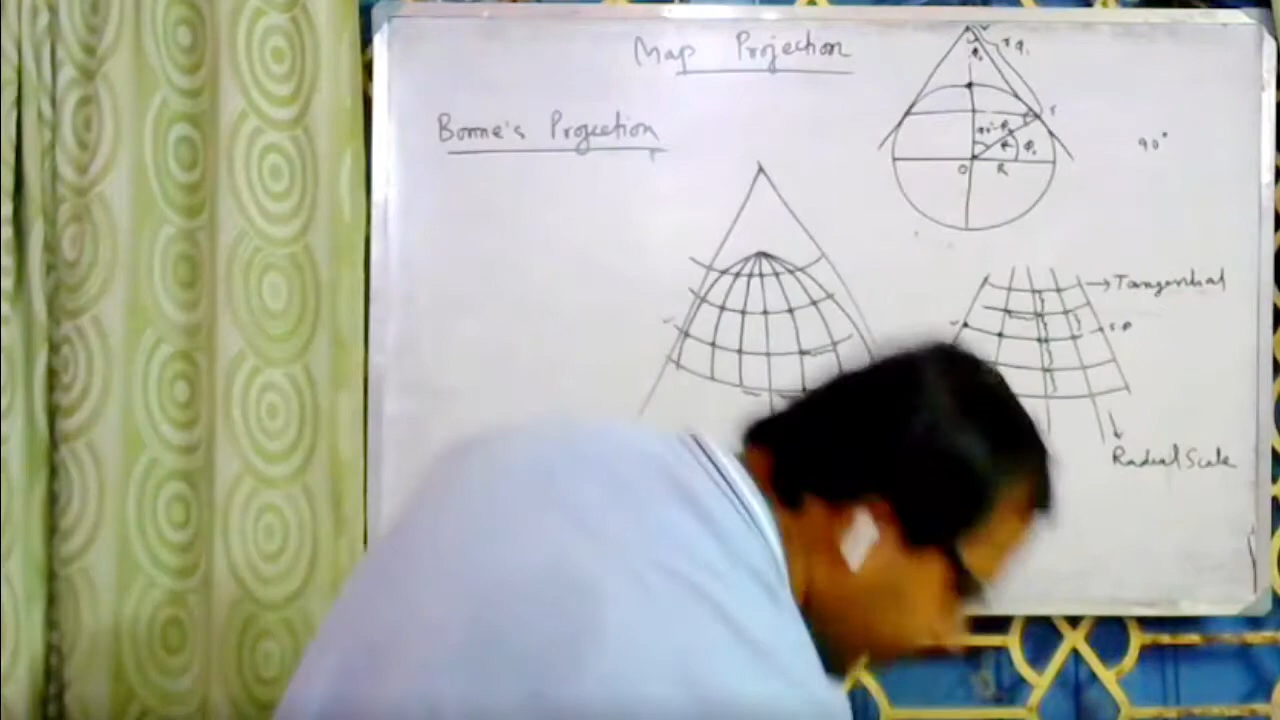 Map Projection
Bonne's Projection
90°
O
R
Tangential
Radial Scale